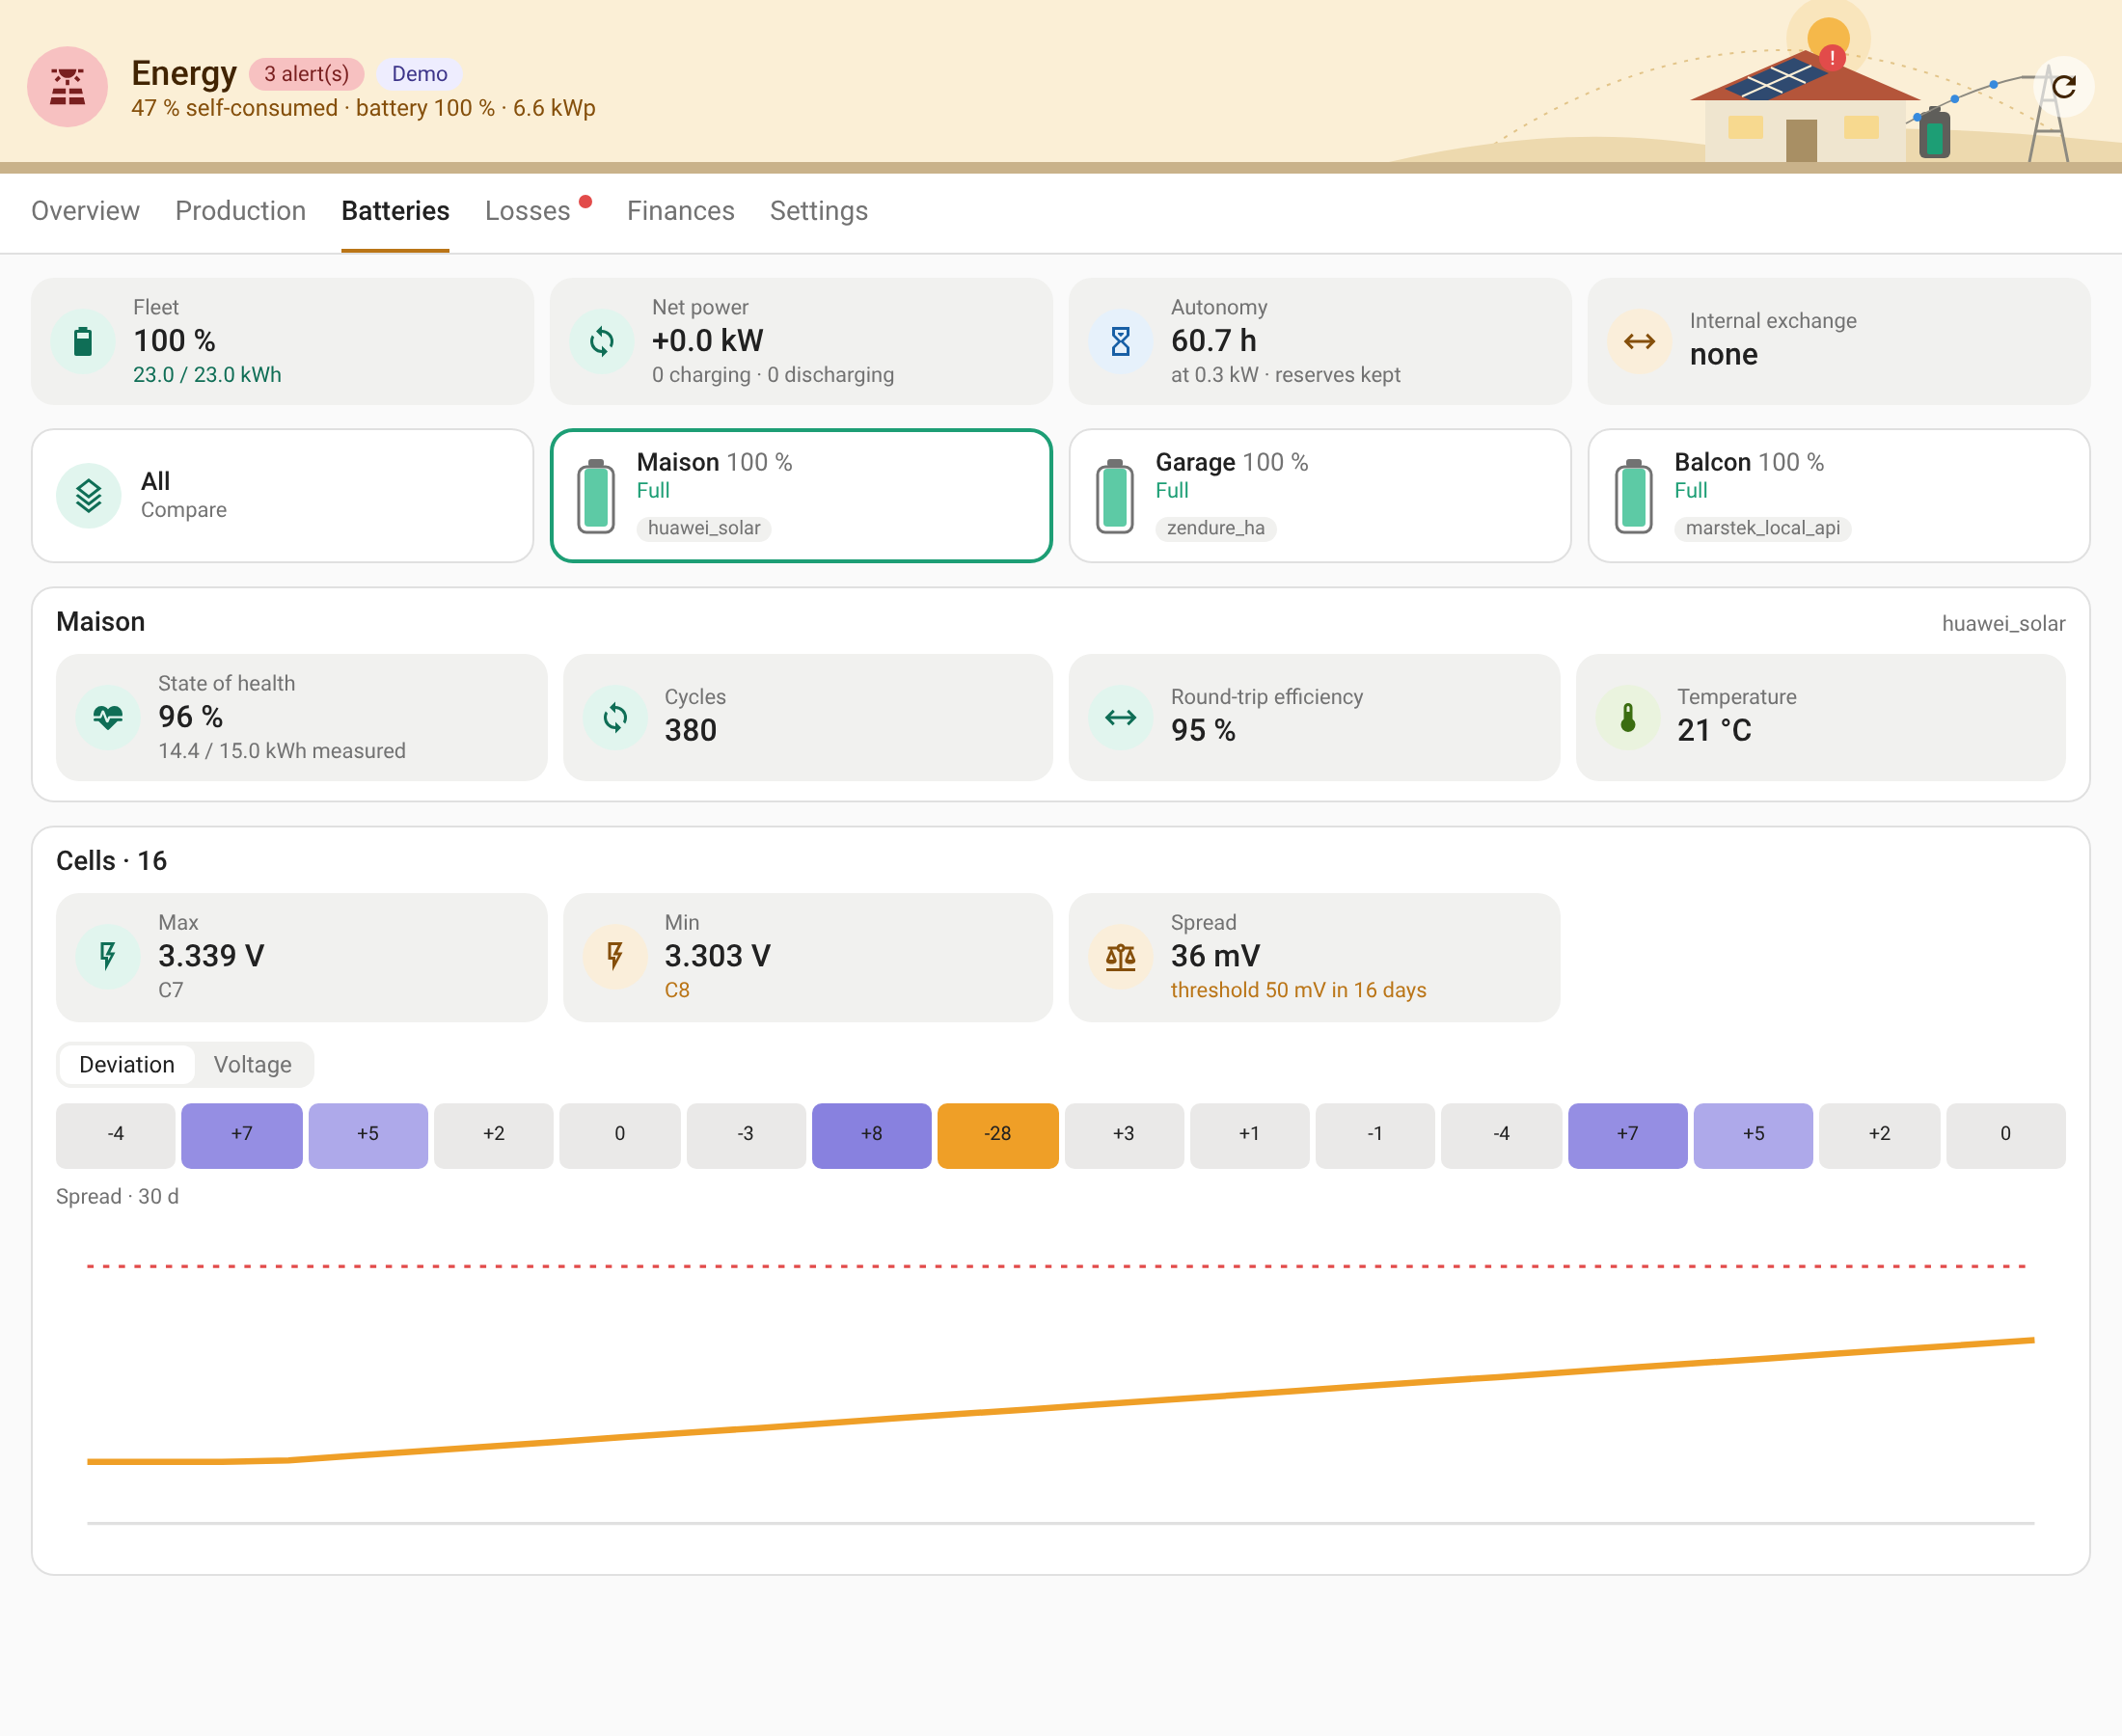 Energy 3 alert(s) Demo
47 % self-consumed · battery 100 % · 6.6 kWp
!
Overview Production Batteries Losses Finances Settings
Fleet
100 %
23.0 / 23.0 kWh
Net power
+0.0 kW
0 charging · 0 discharging
Autonomy
60.7 h
at 0.3 kW · reserves kept
Internal exchange
none
All
Compare
Maison 100 %
Full
huawei_solar
Garage 100 %
Full
zendure_ha
Balcon 100 %
Full
marstek_local_api
Maison
huawei_solar
State of health
96 %
14.4 / 15.0 kWh measured
Cycles
380
Round-trip efficiency
95 %
Temperature
21 °C
Cells · 16
Max
3.339 V
C7
Min
3.303 V
C8
Spread
36 mV
threshold 50 mV in 16 days
Deviation Voltage
-4 +7 +5 +2 0 -3 +8 -28 +3 +1 -1 -4 +7 +5 +2 0
Spread · 30 d